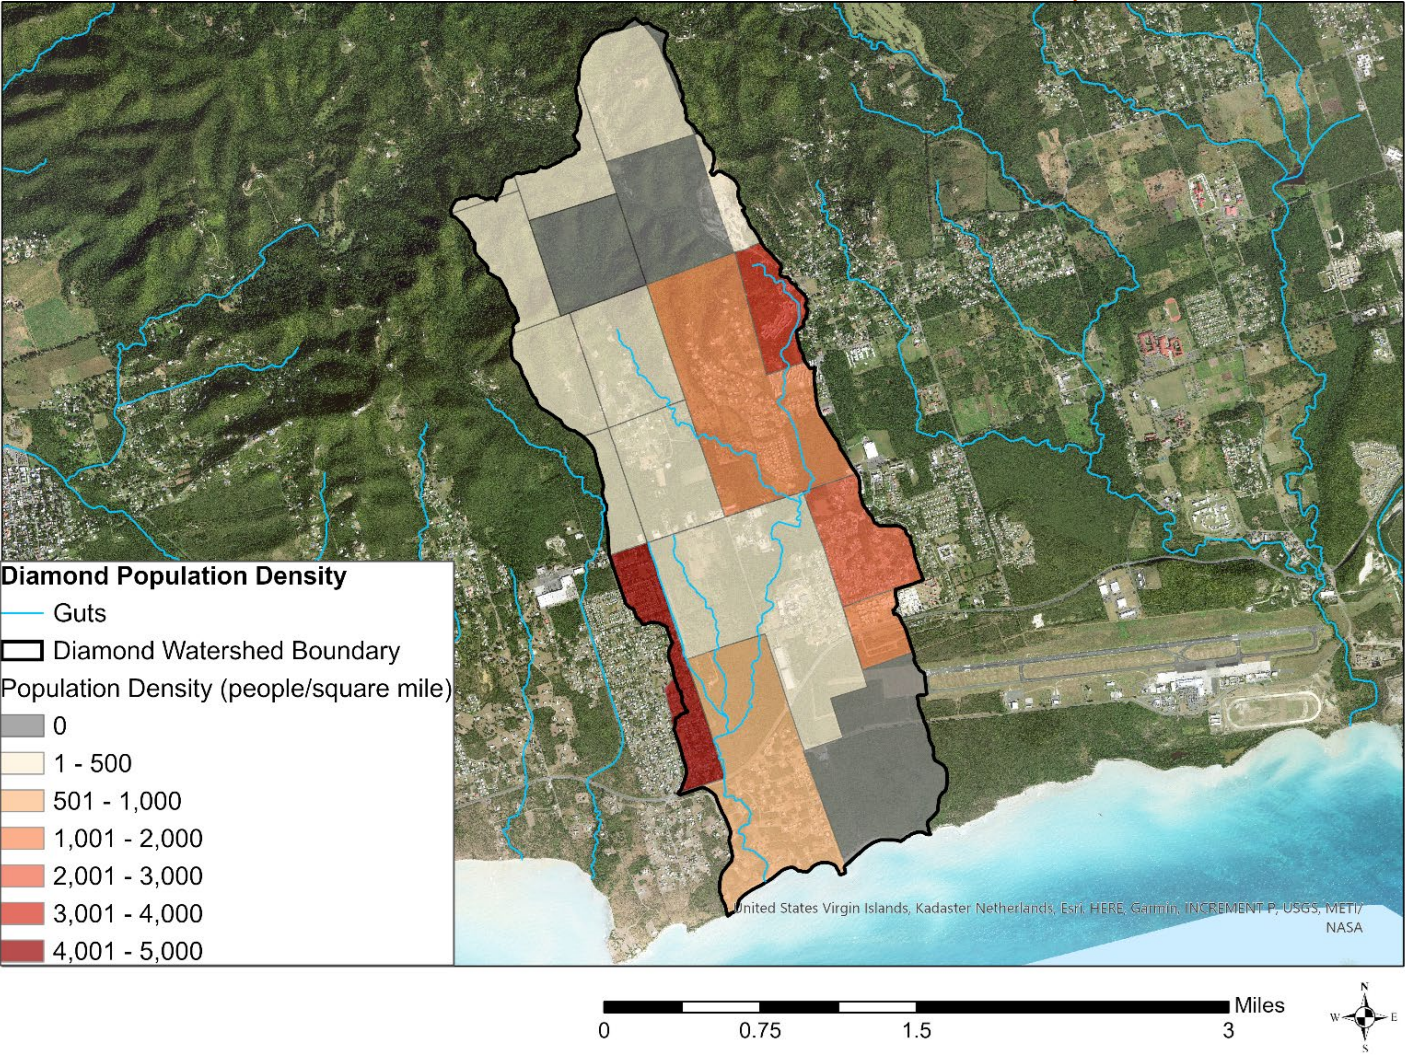 Diamond Population Density
Guts
Diamond Watershed Boundary
Population Density (people/square mile)
0
1 - 500
501 - 1,000
1,001 - 2,000
2,001 - 3,000
3,001 - 4,000
4,001 - 5,000
United States Virgin Islands, Kadaster Netherlands, Esri, HERE, Garmin, INCREMENT P, USGS, METI/
NASA
Miles
0 0.75 1.5 3
N
W E
S